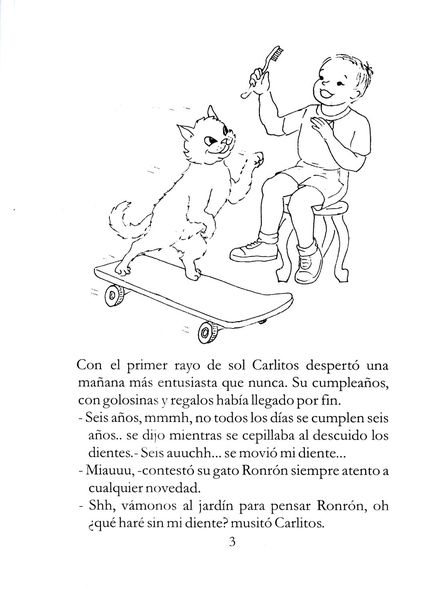 Con el primer rayo de sol Carlitos despertó una
mañana más entusiasta que nunca. Su cumpleaños,
con golosinas y regalos había llegado por fin.
- Seis años, mmmh, no todos los días se cumplen seis
años.. se dijo mientras se cepillaba al descuido los
dientes.- Seis auuchh... se movió mi diente...
- Miauuu, -contestó su gato Ronrón siempre atento a
cualquier novedad.
- Shh, vámonos al jardín para pensar Ronrón, oh
¿qué haré sin mi diente? musitó Carlitos.
3